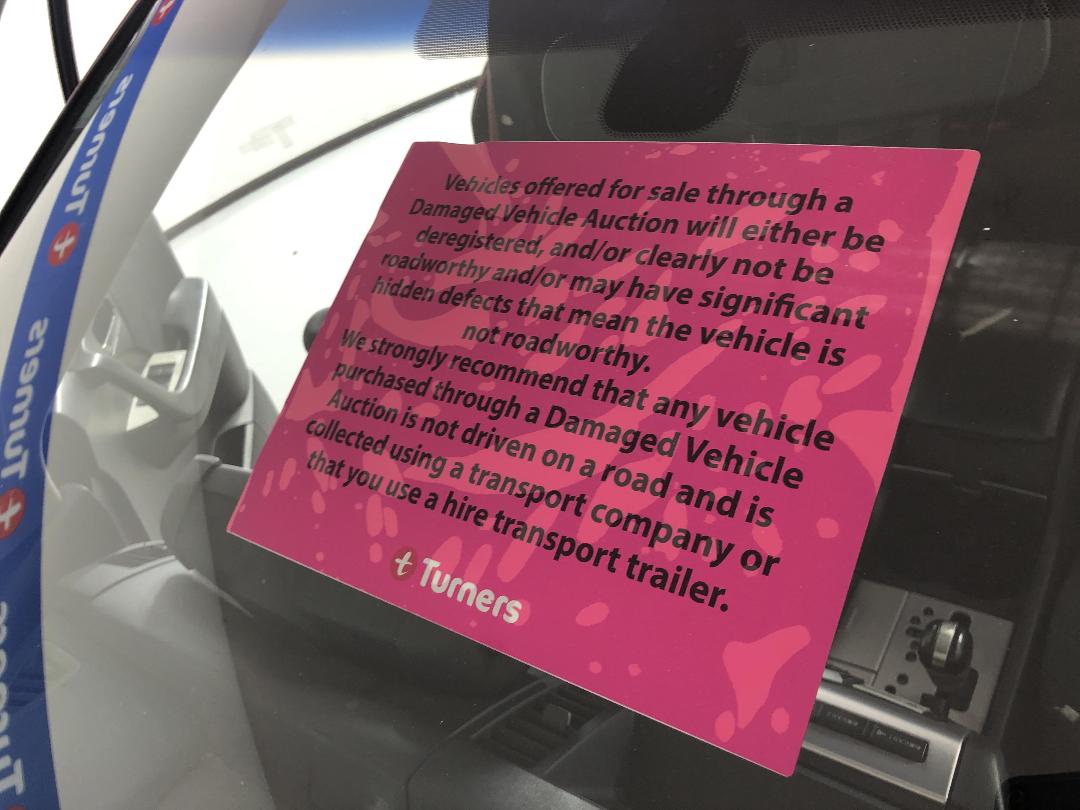 Vehicles offered for sale through a
Damaged Vehicle Auction will either be
deregistered, and/or clearly not be
roadworthy and/or may have significant
hidden defects that mean the vehicle is
not roadworthy.
We strongly recommend that any vehicle
purchased through a Damaged Vehicle
Auction is not driven on a road and is
collected using a transport company or
that you use a hire transport trailer.
Turners
Turners
Turners